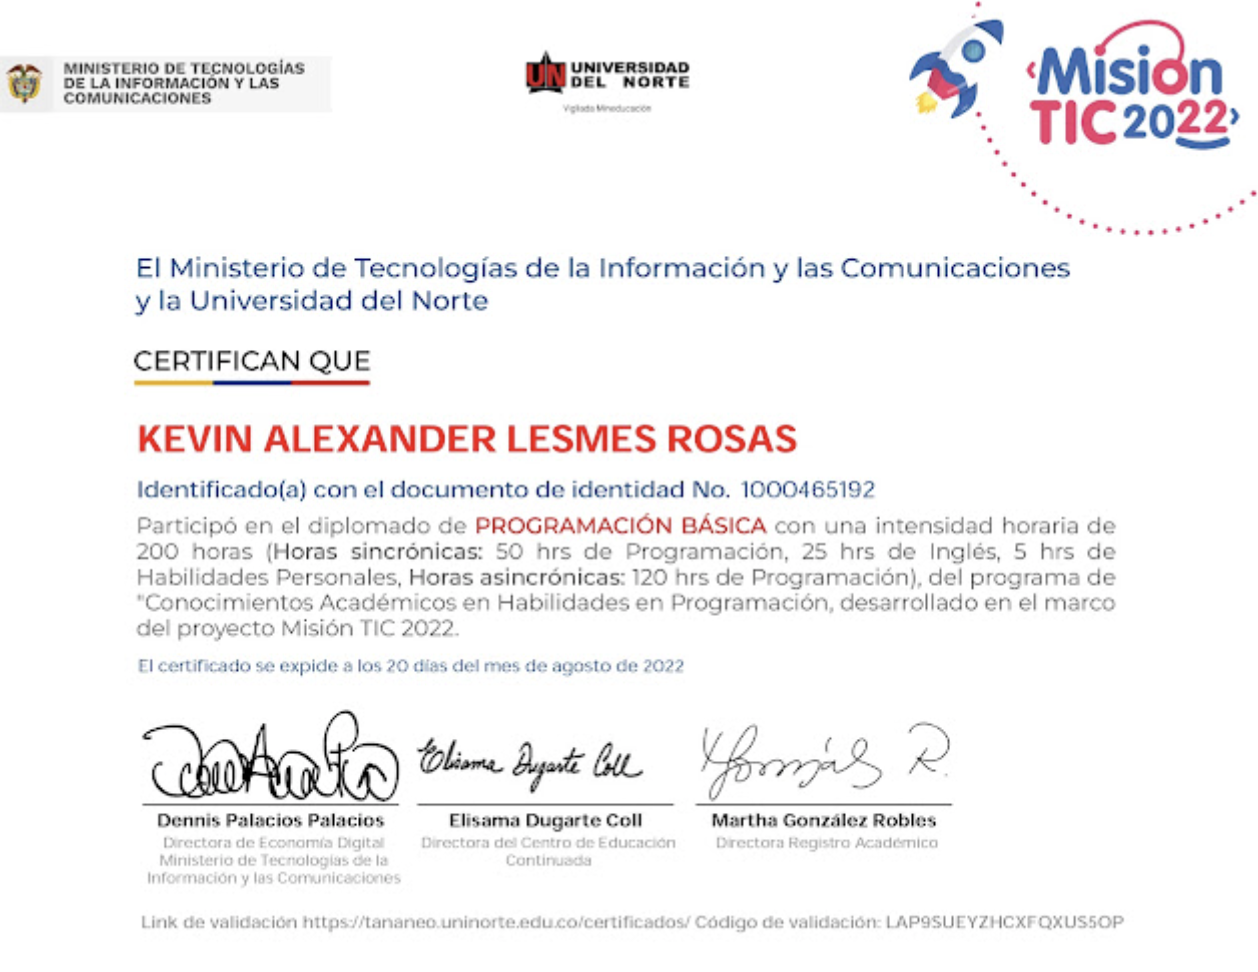 MINISTERIO DE TECNOLOGÍAS
DE LA INFORMACIÓN Y LAS
COMUNICACIONES
UN UNIVERSIDAD
DEL NORTE
Vigilada Mineducación
‹Misión
TIC 2022›
El Ministerio de Tecnologías de la Información y las Comunicaciones
y la Universidad del Norte
CERTIFICAN QUE
KEVIN ALEXANDER LESMES ROSAS
Identificado(a) con el documento de identidad No. 1000465192
Participó en el diplomado de PROGRAMACIÓN BÁSICA con una intensidad horaria de
200 horas (Horas sincrónicas: 50 hrs de Programación, 25 hrs de Inglés, 5 hrs de
Habilidades Personales, Horas asincrónicas: 120 hrs de Programación), del programa de
"Conocimientos Académicos en Habilidades en Programación, desarrollado en el marco
del proyecto Misión TIC 2022.
El certificado se expide a los 20 días del mes de agosto de 2022
Elisama Dugarte Coll
Dennis Palacios Palacios
Directora de Economía Digital
Ministerio de Tecnologías de la
Información y las Comunicaciones
Elisama Dugarte Coll
Directora del Centro de Educación
Continuada
Martha González Robles
Directora Registro Académico
Link de validación https://tananeo.uninorte.edu.co/certificados/ Código de validación: LAP9SUEYZHCXFQXUS5OP